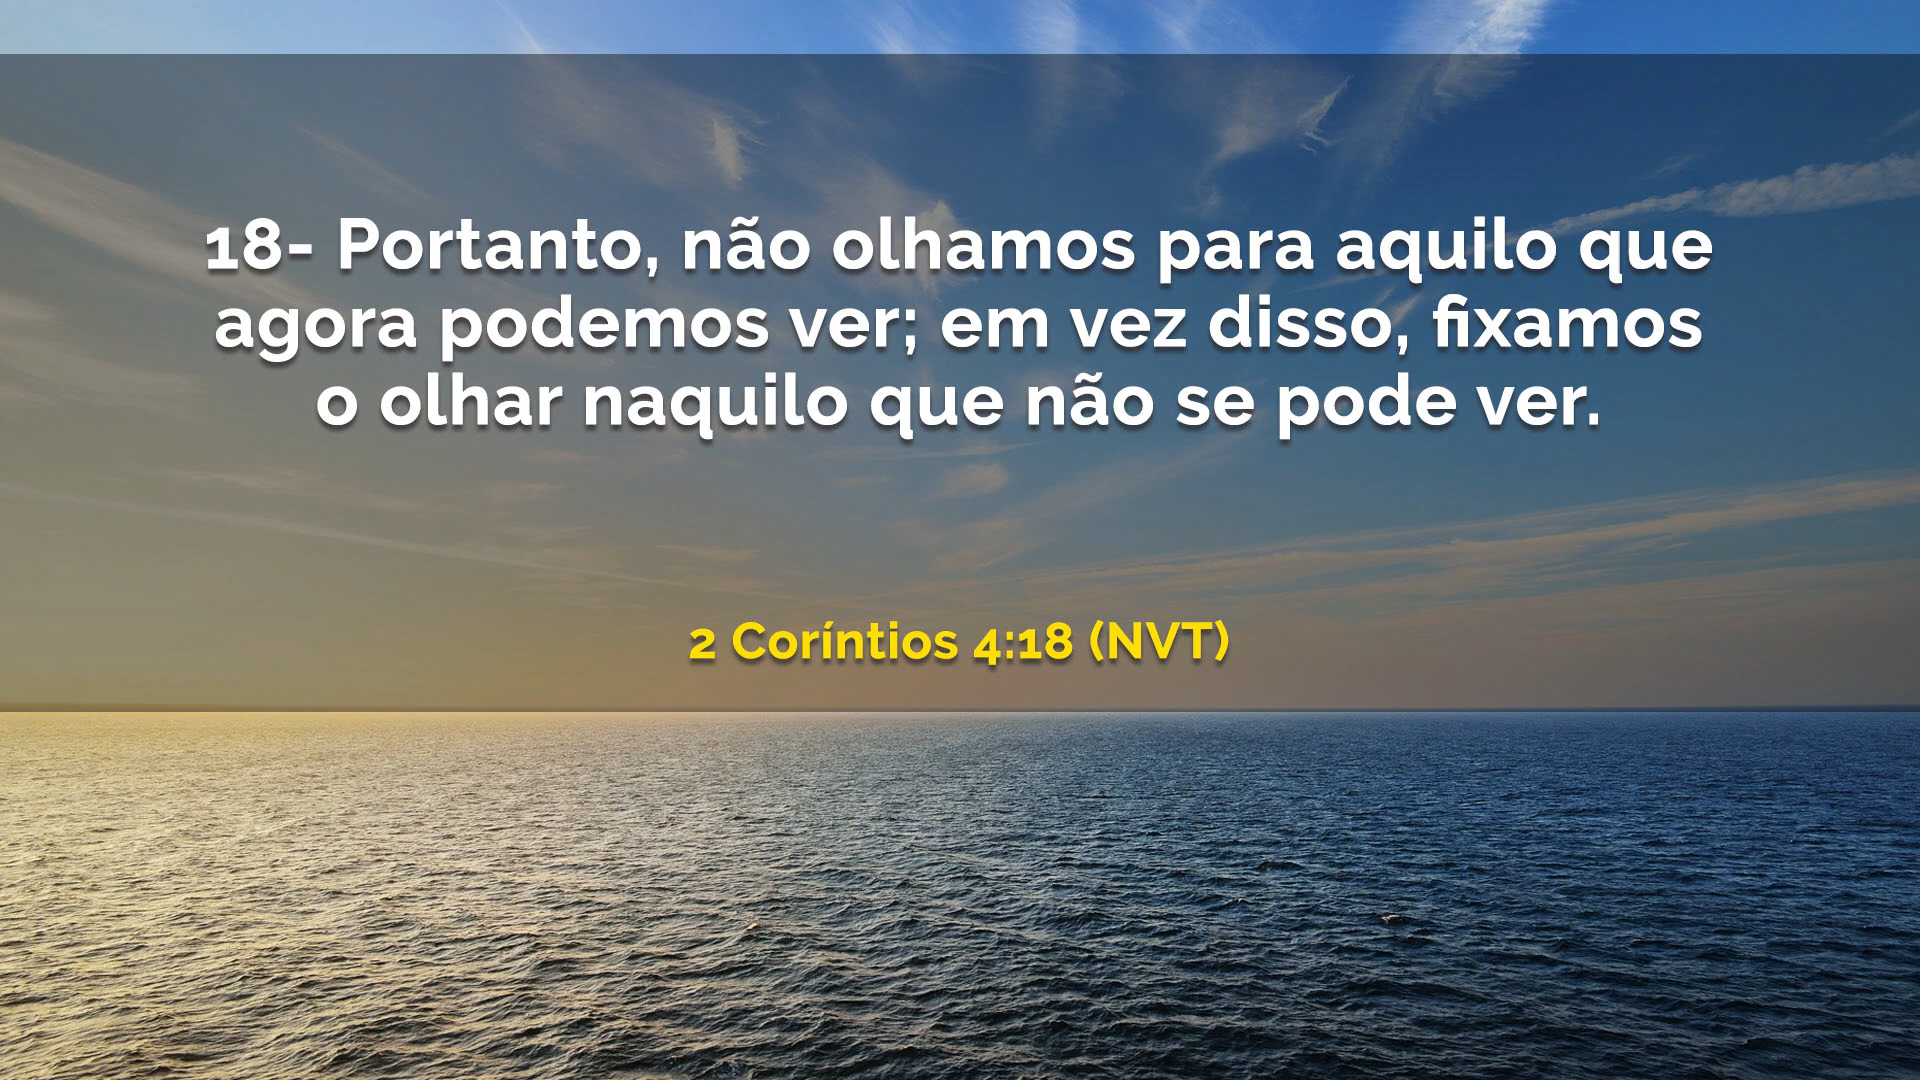 18- Portanto, não olhamos para aquilo que
agora podemos ver; em vez disso, fixamos
o olhar naquilo que não se pode ver.
2 Coríntios 4:18 (NVT)